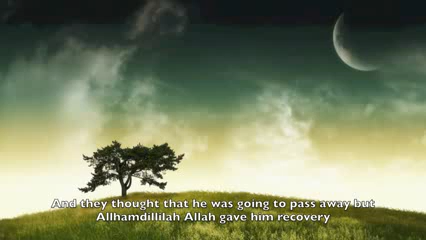 And they thought that he was going to pass away but
Allhamdillilah Allah gave him recovery